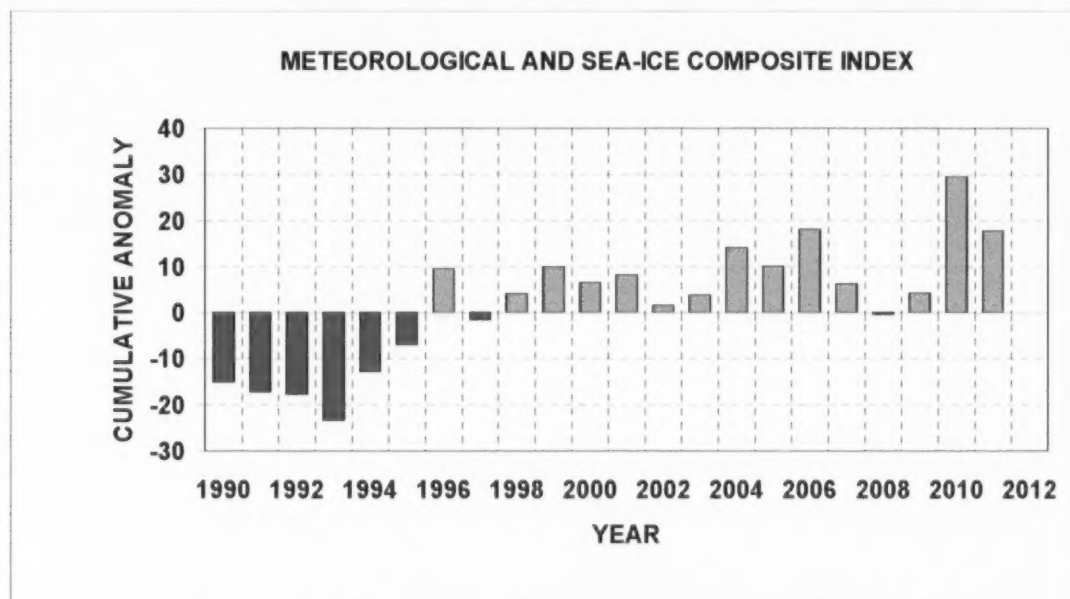 METEOROLOGICAL AND SEA-ICE COMPOSITE INDEX
CUMULATIVE ANOMALY
40
30
20
10
0
-10
-20
-30
1990 1992 1994 1996 1998 2000 2002 2004 2006 2008 2010 2012
YEAR